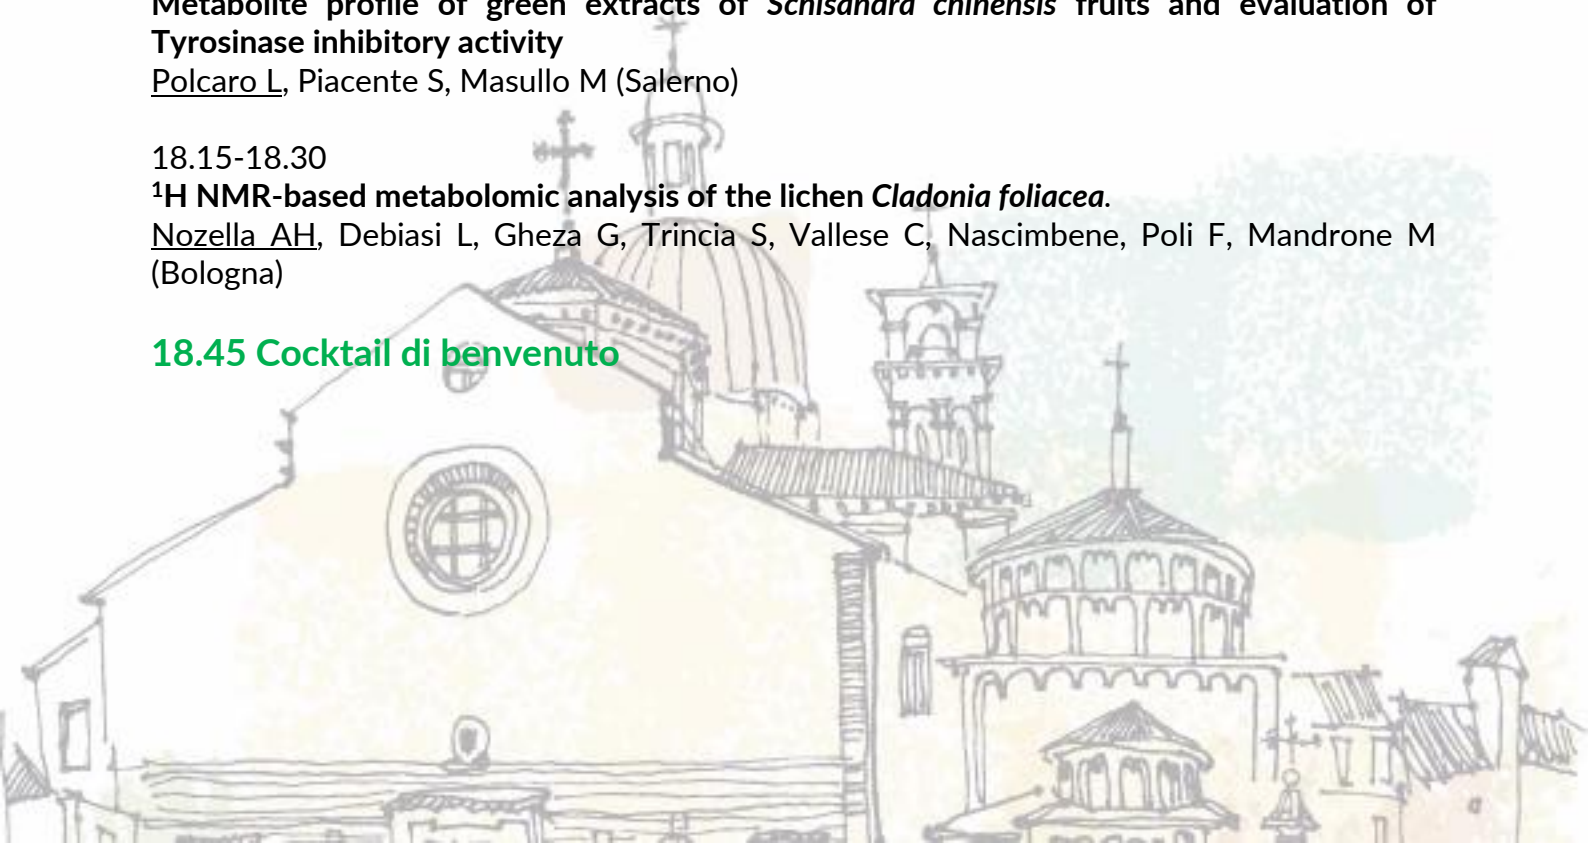 Metabolite profile of green extracts of Schisandra chinensis fruits and evaluation of
Tyrosinase inhibitory activity
Polcaro L, Piacente S, Masullo M (Salerno)
18.15-18.30
¹H NMR-based metabolomic analysis of the lichen Cladonia foliacea.
Nozella AH, Debiasi L, Gheza G, Trincia S, Vallese C, Nascimbene, Poli F, Mandrone M
(Bologna)
18.45 Cocktail di benvenuto